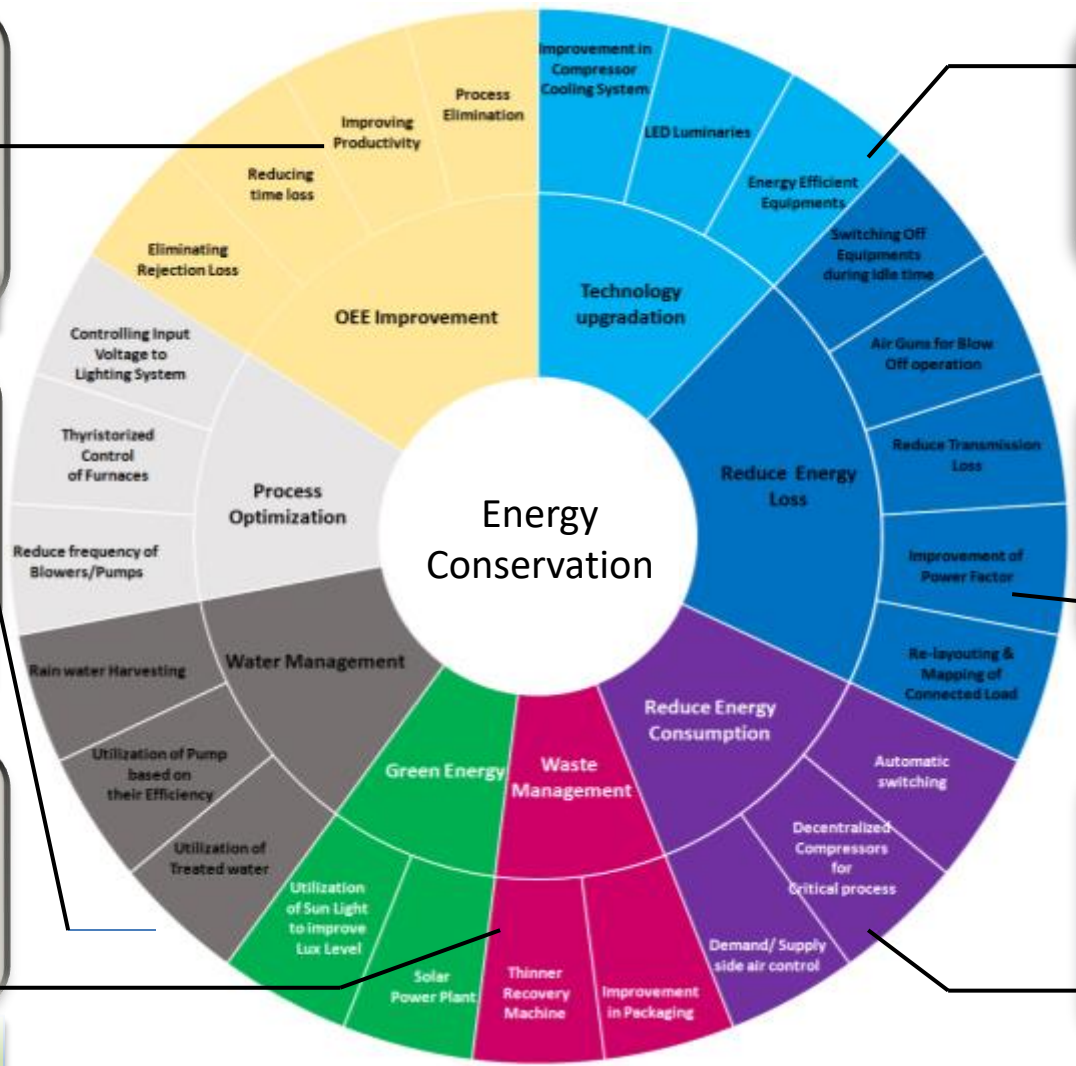 Energy
Conservation
Technology
upgradation
Improvement in
Compressor
Cooling System
LED Luminaries
Energy Efficient
Equipments
Reduce Energy
Loss
Switching Off
Equipments
during Idle time
Air Guns for Blow
Off operation
Reduce Transmission
Loss
Improvement of
Power Factor
Re-layouting &
Mapping of
Connected Load
Reduce Energy
Consumption
Automatic
switching
Decentralized
Compressors
for
Critical process
Demand/ Supply
side air control
Waste
Management
Improvement
in Packaging
Thinner
Recovery
Machine
Green Energy
Solar
Power Plant
Utilization
of Sun Light
to improve
Lux Level
Water Management
Utilization of
Treated water
Utilization of Pump
based on
their Efficiency
Rain water Harvesting
Process
Optimization
Reduce frequency of
Blowers/Pumps
Thyristorized
Control
of Furnaces
Controlling Input
Voltage to
Lighting System
OEE Improvement
Eliminating
Rejection Loss
Reducing
time loss
Improving
Productivity
Process
Elimination